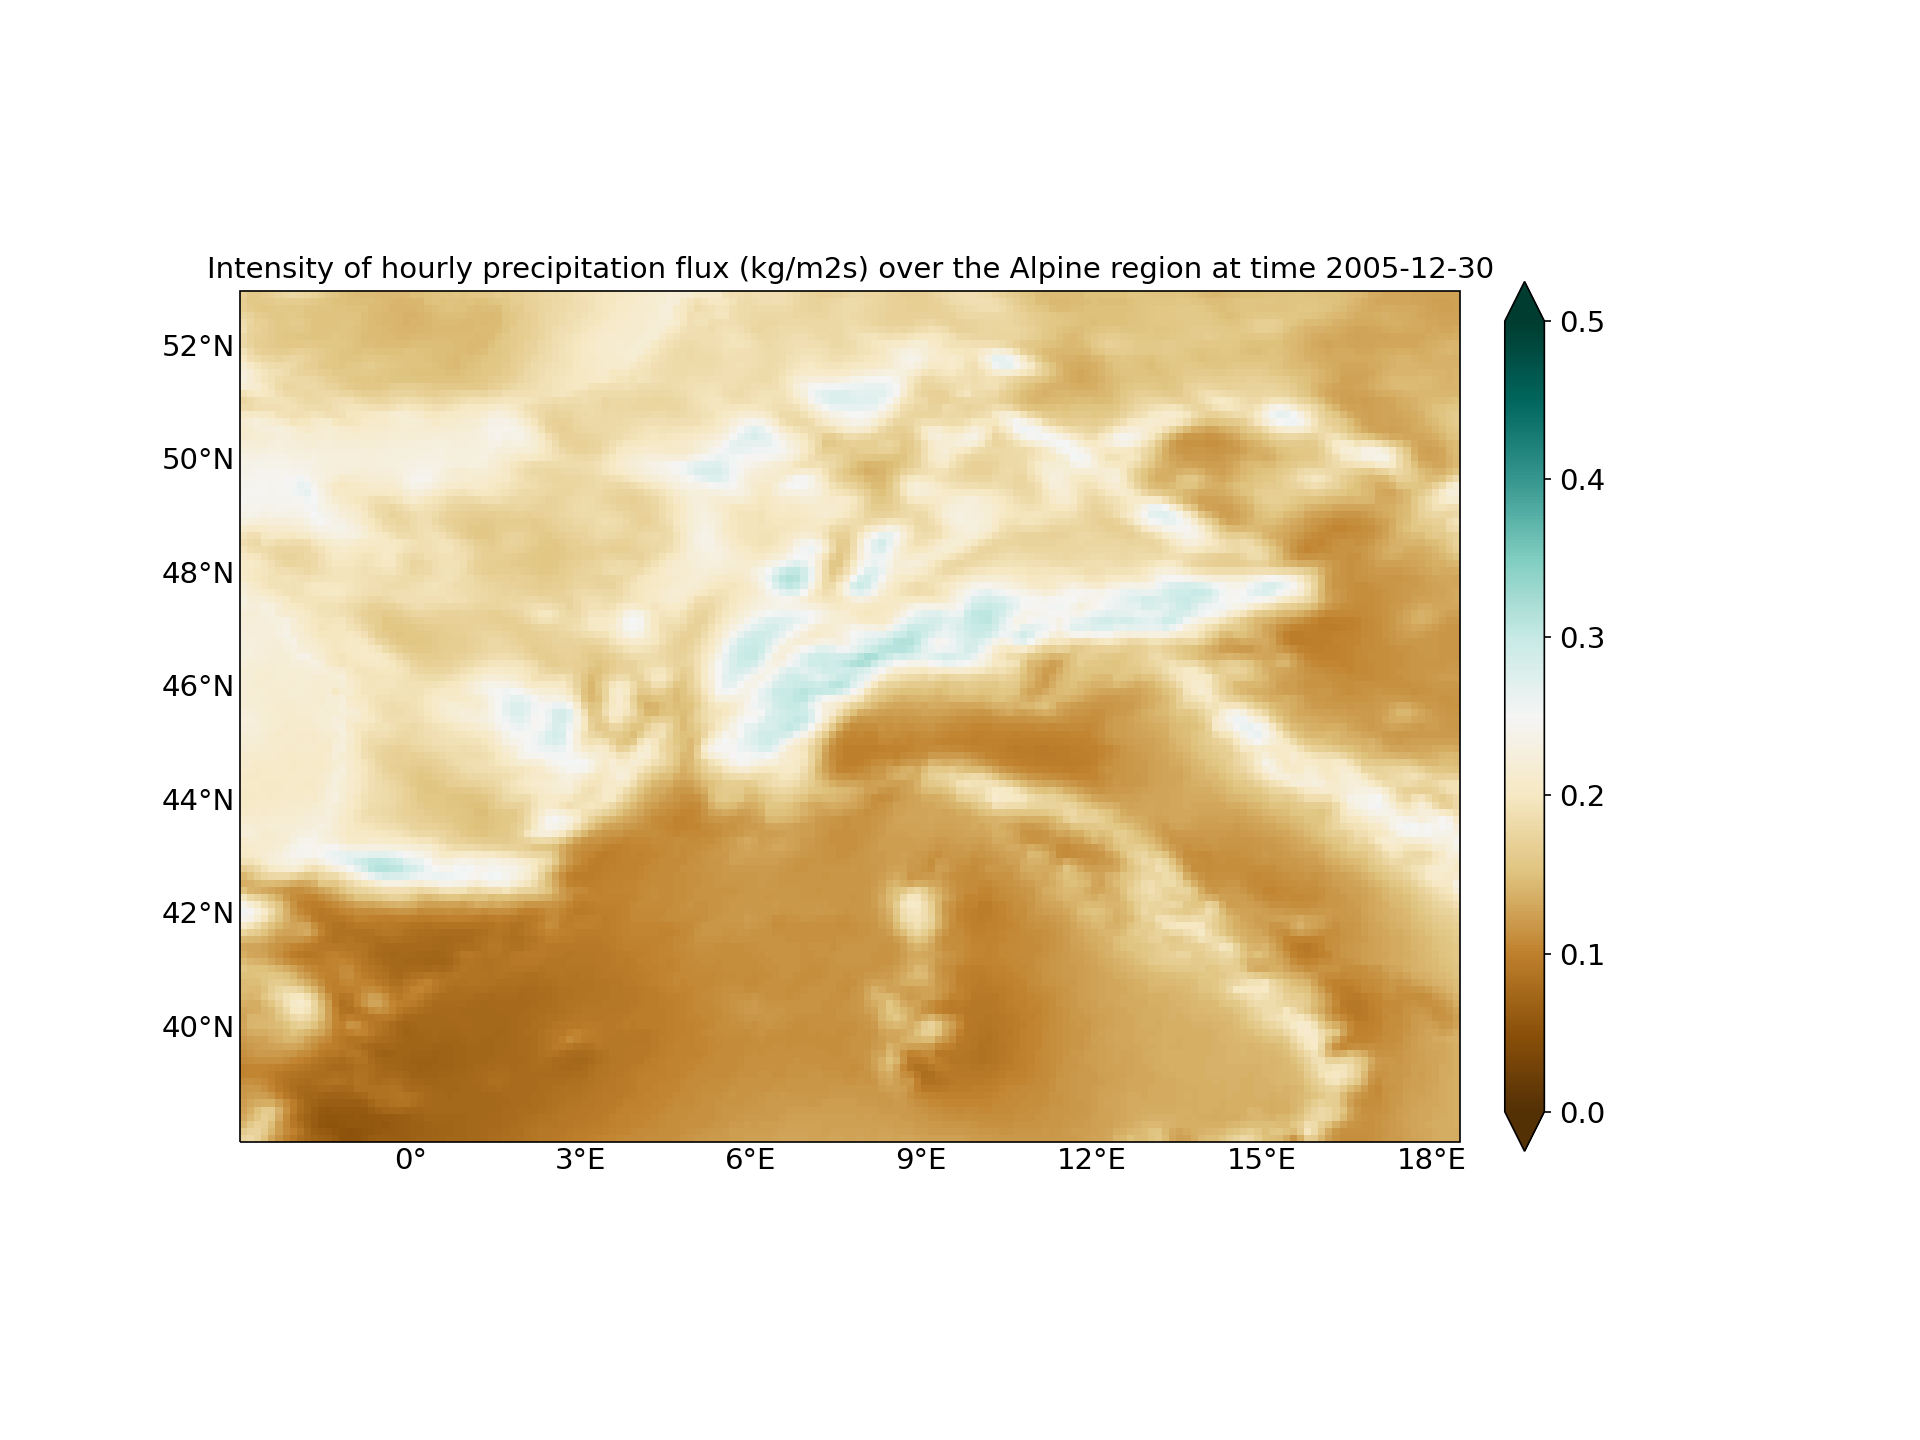 Intensity of hourly precipitation flux (kg/m2s) over the Alpine region at time 2005-12-30
52°N
50°N
48°N
46°N
44°N
42°N
40°N
0°
3°E
6°E
9°E
12°E
15°E
18°E
0.5
0.4
0.3
0.2
0.1
0.0